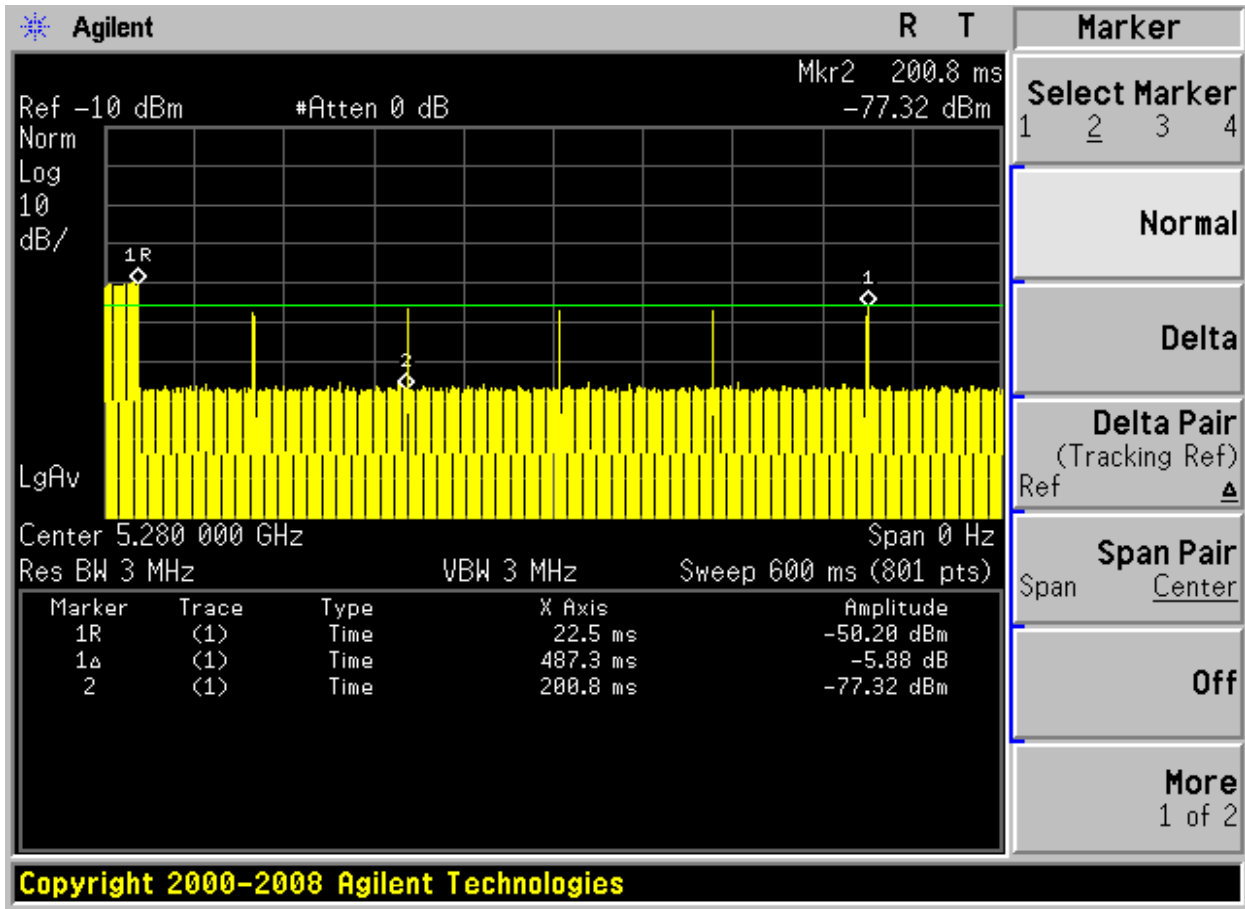 Agilent R T
Mkr2 200.8 ms
Ref −10 dBm #Atten 0 dB −77.32 dBm
Norm
Log
10
dB/
1R
1
2
LgAv
Center 5.280 000 GHz Span 0 Hz
Res BW 3 MHz VBW 3 MHz Sweep 600 ms (801 pts)
Marker Trace Type X Axis Amplitude
1R (1) Time 22.5 ms −50.20 dBm
1Δ (1) Time 487.3 ms −5.88 dB
2 (1) Time 200.8 ms −77.32 dBm
Marker
Select Marker
1 2 3 4
Normal
Delta
Delta Pair
(Tracking Ref)
Ref Δ
Span Pair
Span Center
Off
More
1 of 2
Copyright 2000−2008 Agilent Technologies